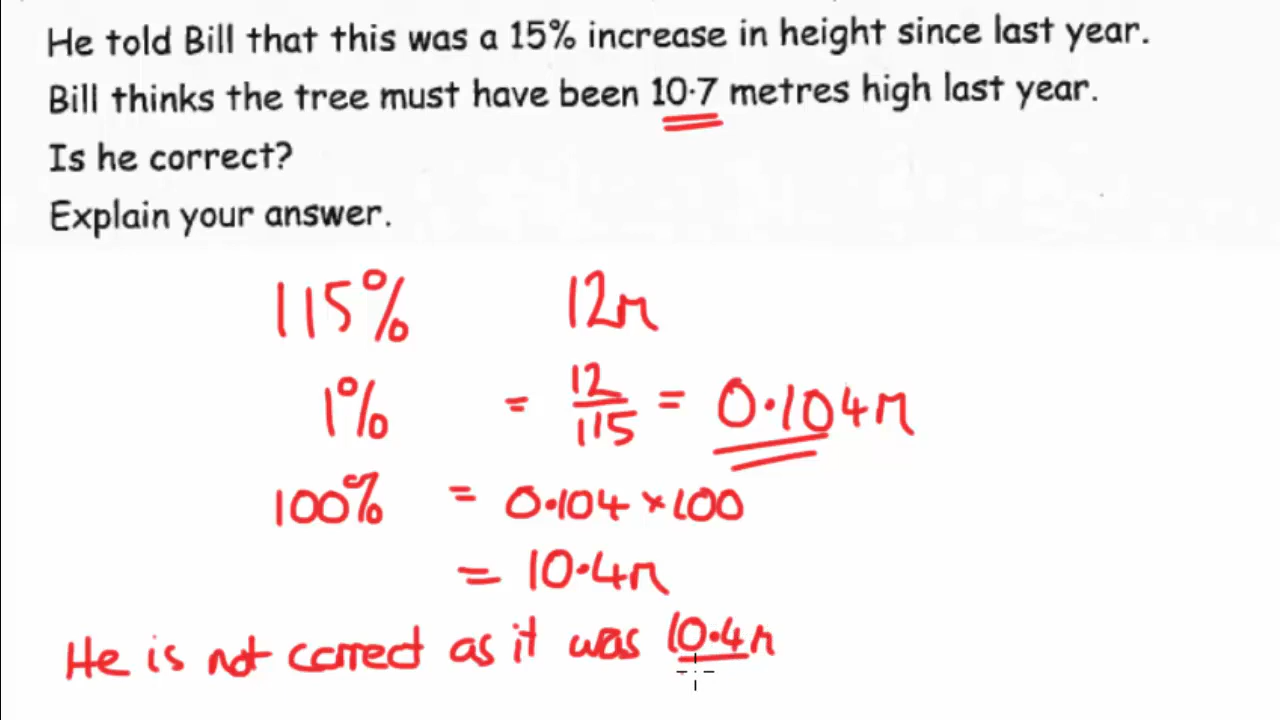 He told Bill that this was a 15% increase in height since last year.
Bill thinks the tree must have been 10·7 metres high last year.
Is he correct?
Explain your answer.
115% 12m
1% = 12/115 = 0·104m
100% = 0·104 × 100
= 10·4m
He is not correct as it was 10·4m